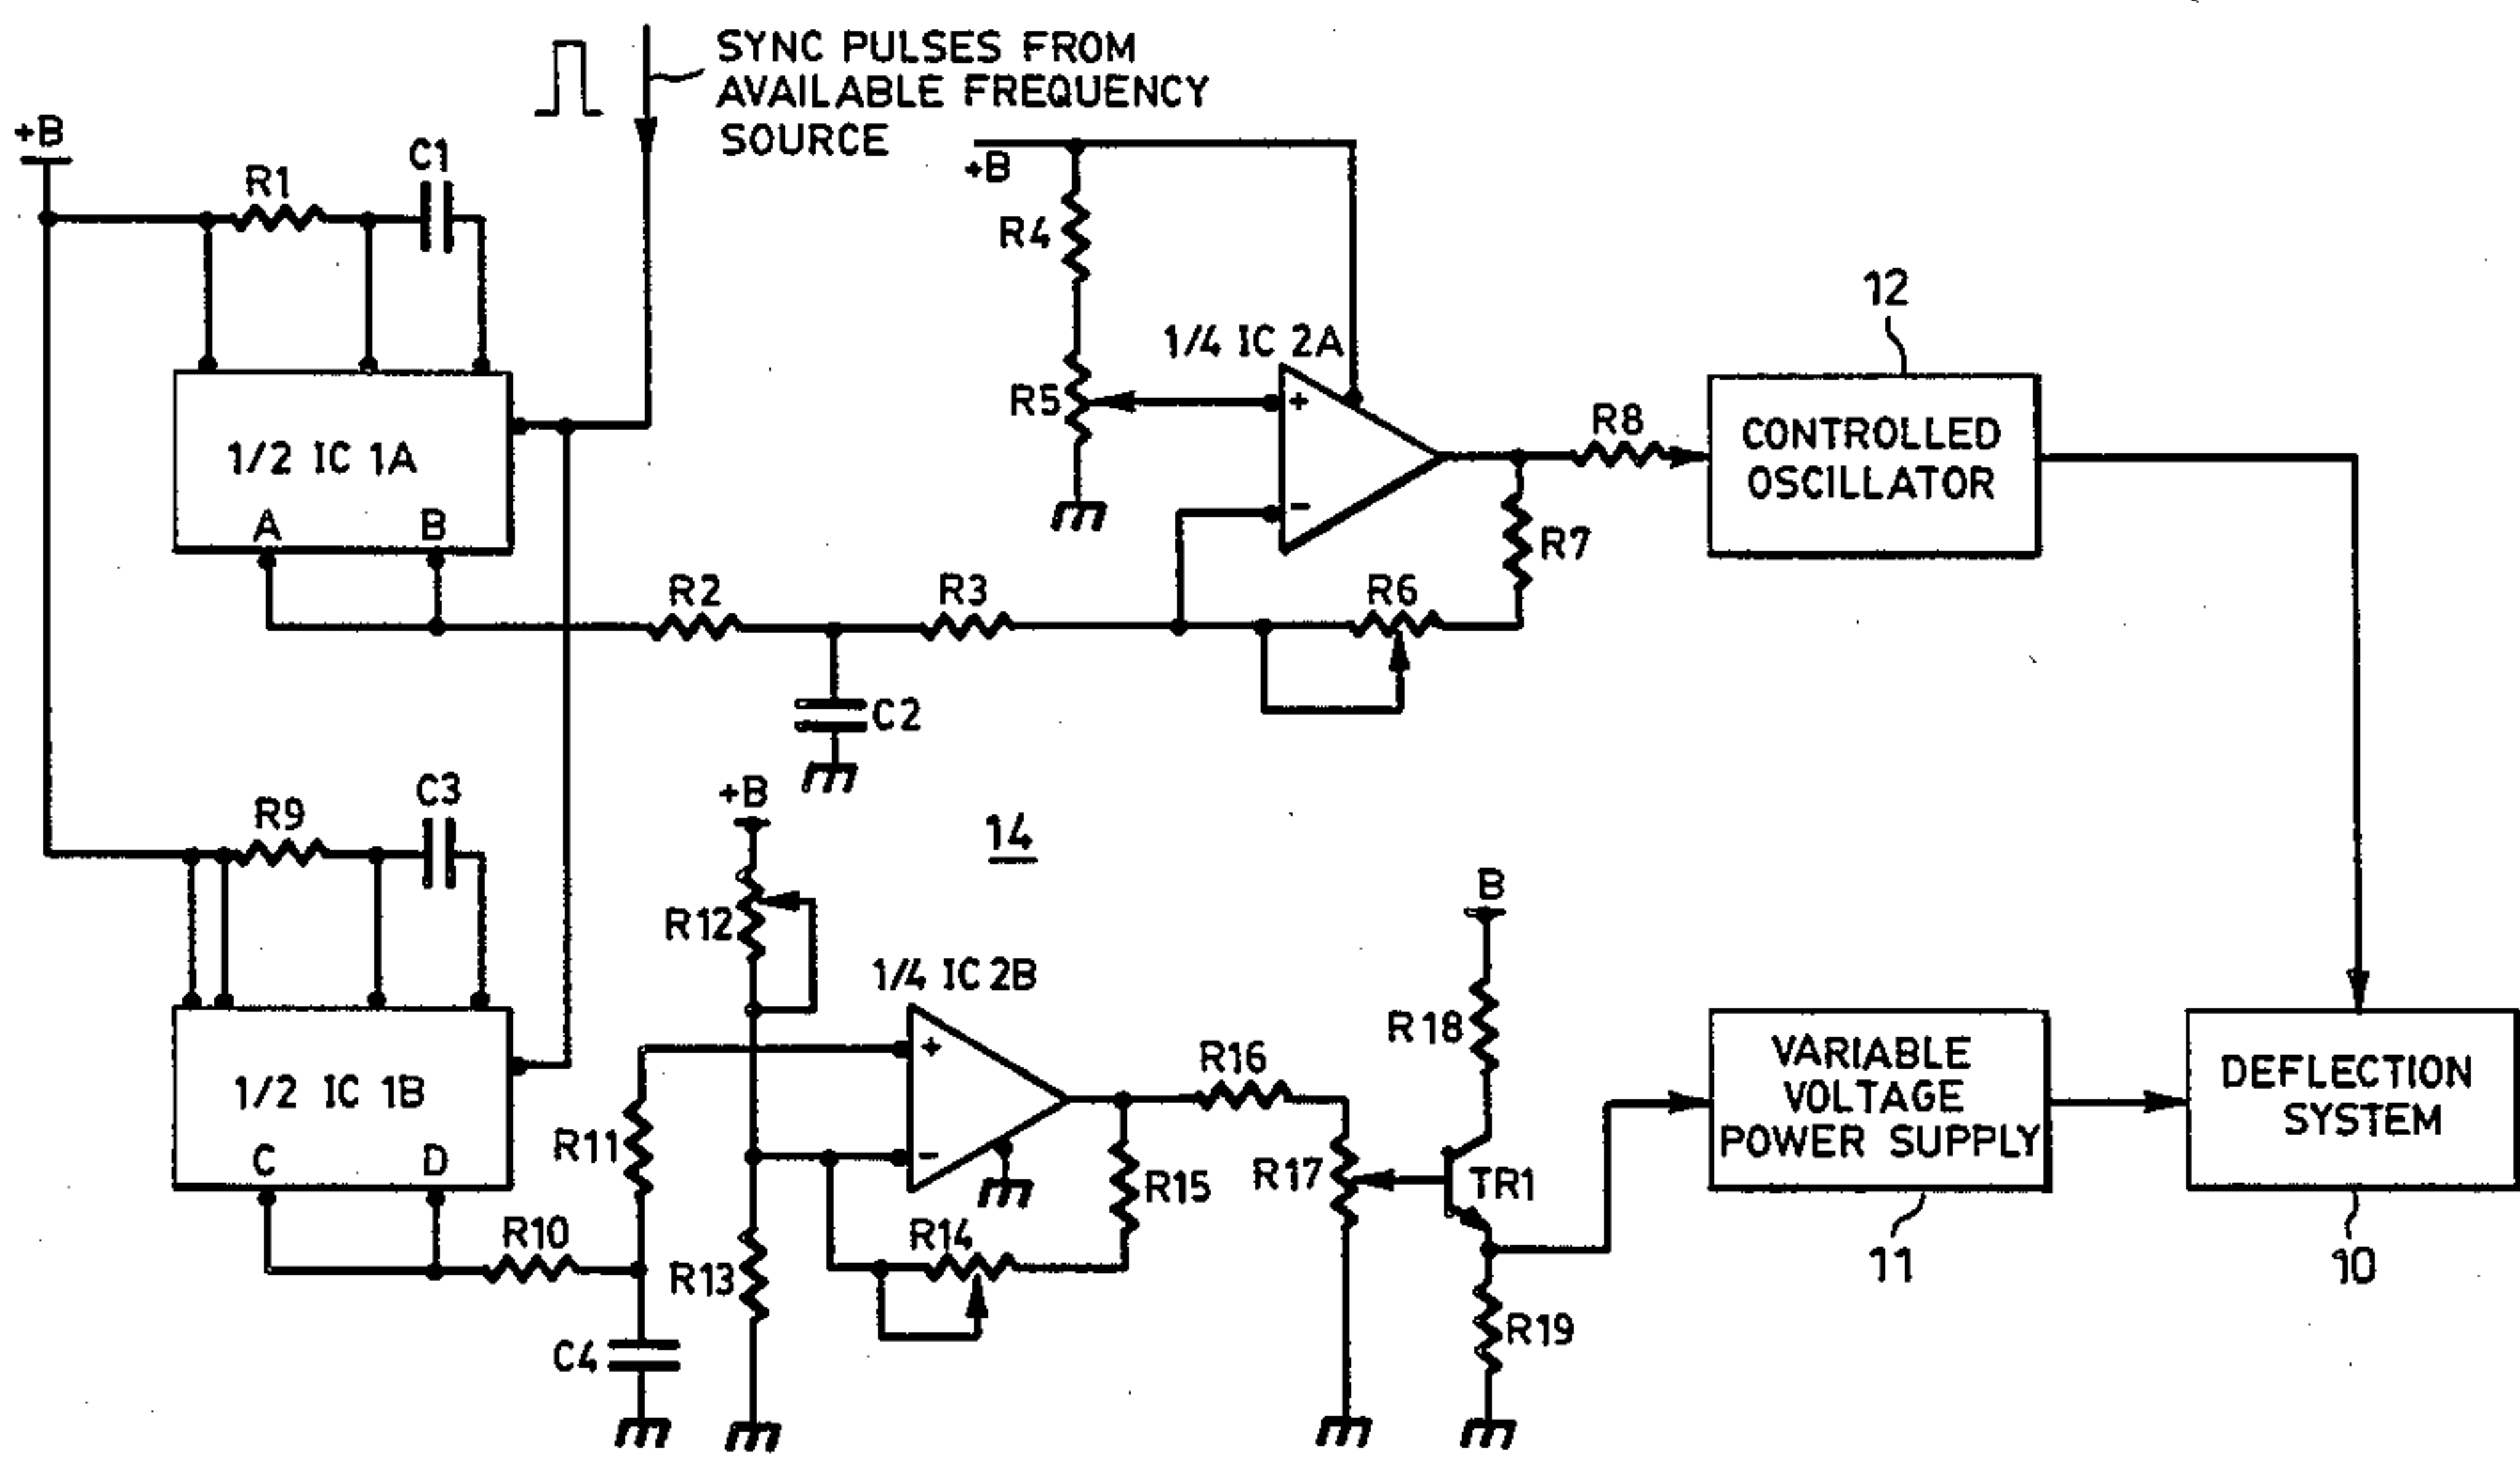 SYNC PULSES FROM
AVAILABLE FREQUENCY
SOURCE
+B
R1
C1
+B
R4
1/4 IC 2A
12
R5
+
-
R8
CONTROLLED
OSCILLATOR
1/2 IC 1A
A
B
R2
R3
R6
R7
C2
+B
14
R9
C3
B
R12
1/4 IC 2B
R18
1/2 IC 1B
C
D
R11
+
-
R16
R17
TR1
VARIABLE
VOLTAGE
POWER SUPPLY
DEFLECTION
SYSTEM
R15
R10
R14
R13
11
10
C4
R19